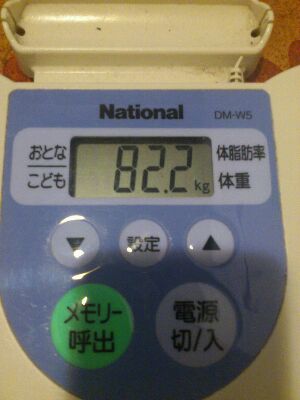 National DM-W5
おとな 体脂肪率
こども 82.2 kg 体重
▼ 設定 ▲
メモリー 電源
呼出 切/入